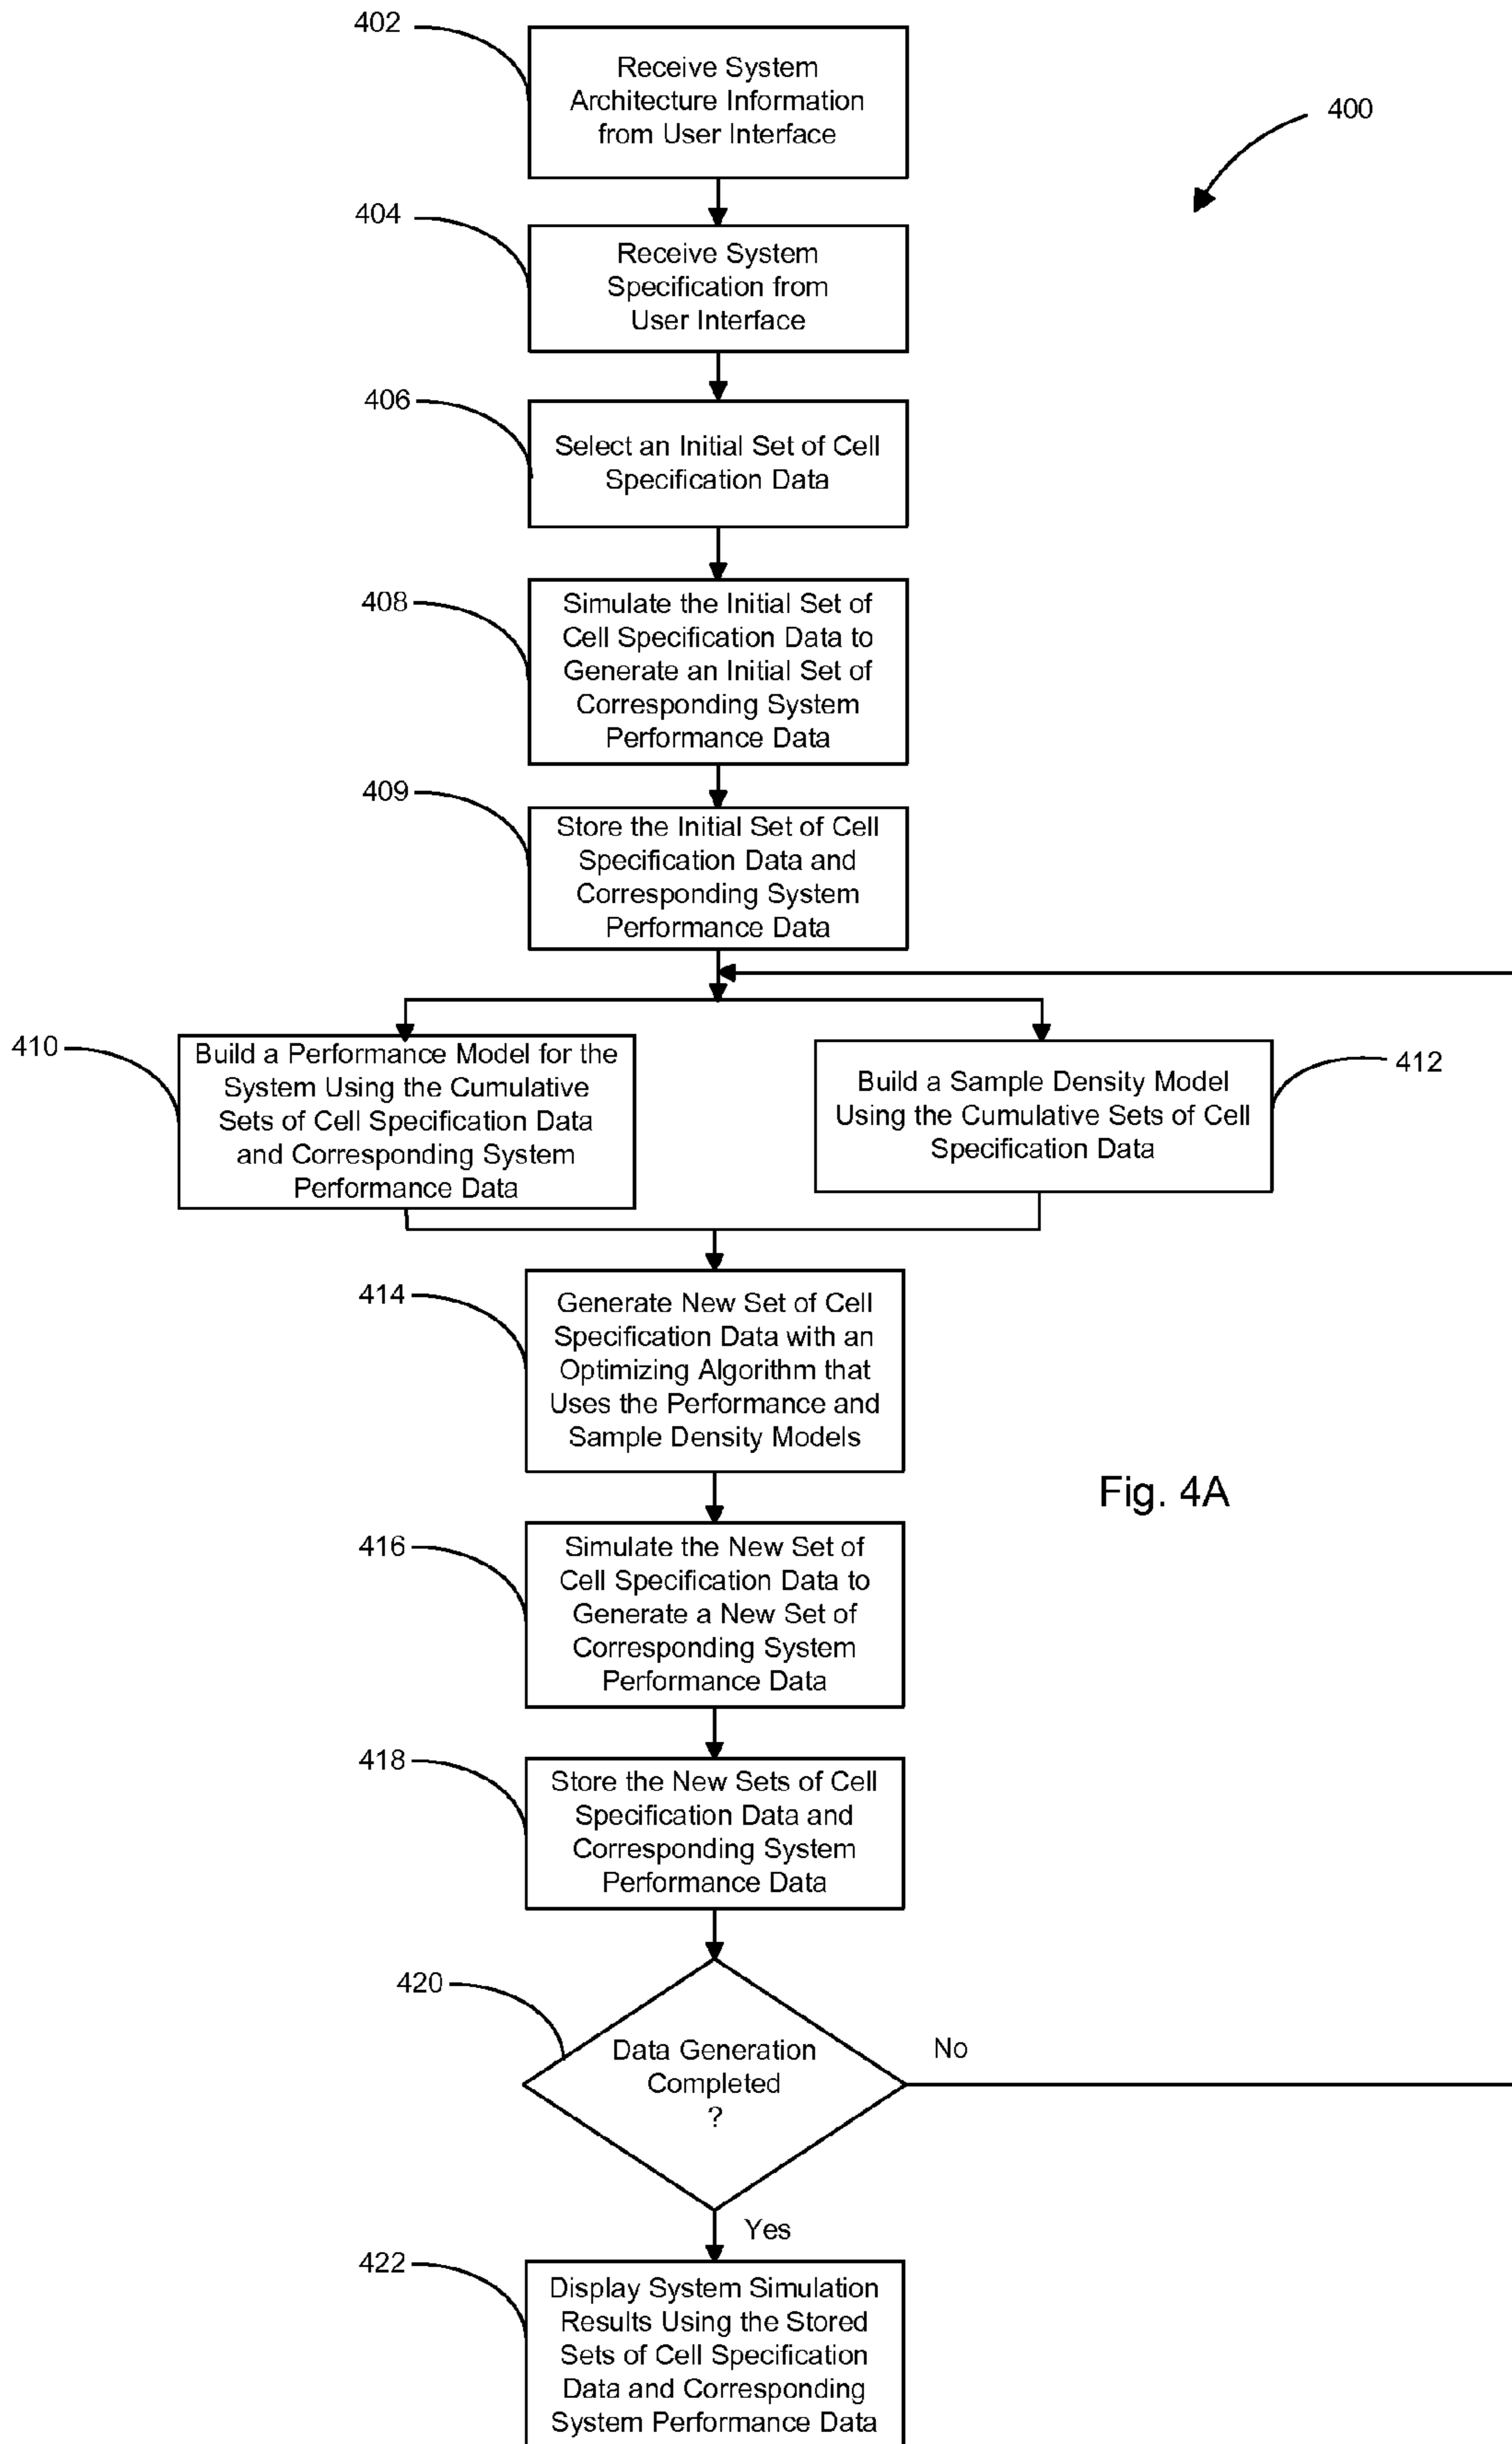 402
Receive System
Architecture Information
from User Interface
400
404
Receive System
Specification from
User Interface
406
Select an Initial Set of Cell
Specification Data
408
Simulate the Initial Set of
Cell Specification Data to
Generate an Initial Set of
Corresponding System
Performance Data
409
Store the Initial Set of Cell
Specification Data and
Corresponding System
Performance Data
410
Build a Performance Model for the
System Using the Cumulative
Sets of Cell Specification Data
and Corresponding System
Performance Data
Build a Sample Density Model
Using the Cumulative Sets of Cell
Specification Data
412
414
Generate New Set of Cell
Specification Data with an
Optimizing Algorithm that
Uses the Performance and
Sample Density Models
Fig. 4A
416
Simulate the New Set of
Cell Specification Data to
Generate a New Set of
Corresponding System
Performance Data
418
Store the New Sets of Cell
Specification Data and
Corresponding System
Performance Data
420
Data Generation
Completed
?
No
Yes
422
Display System Simulation
Results Using the Stored
Sets of Cell Specification
Data and Corresponding
System Performance Data